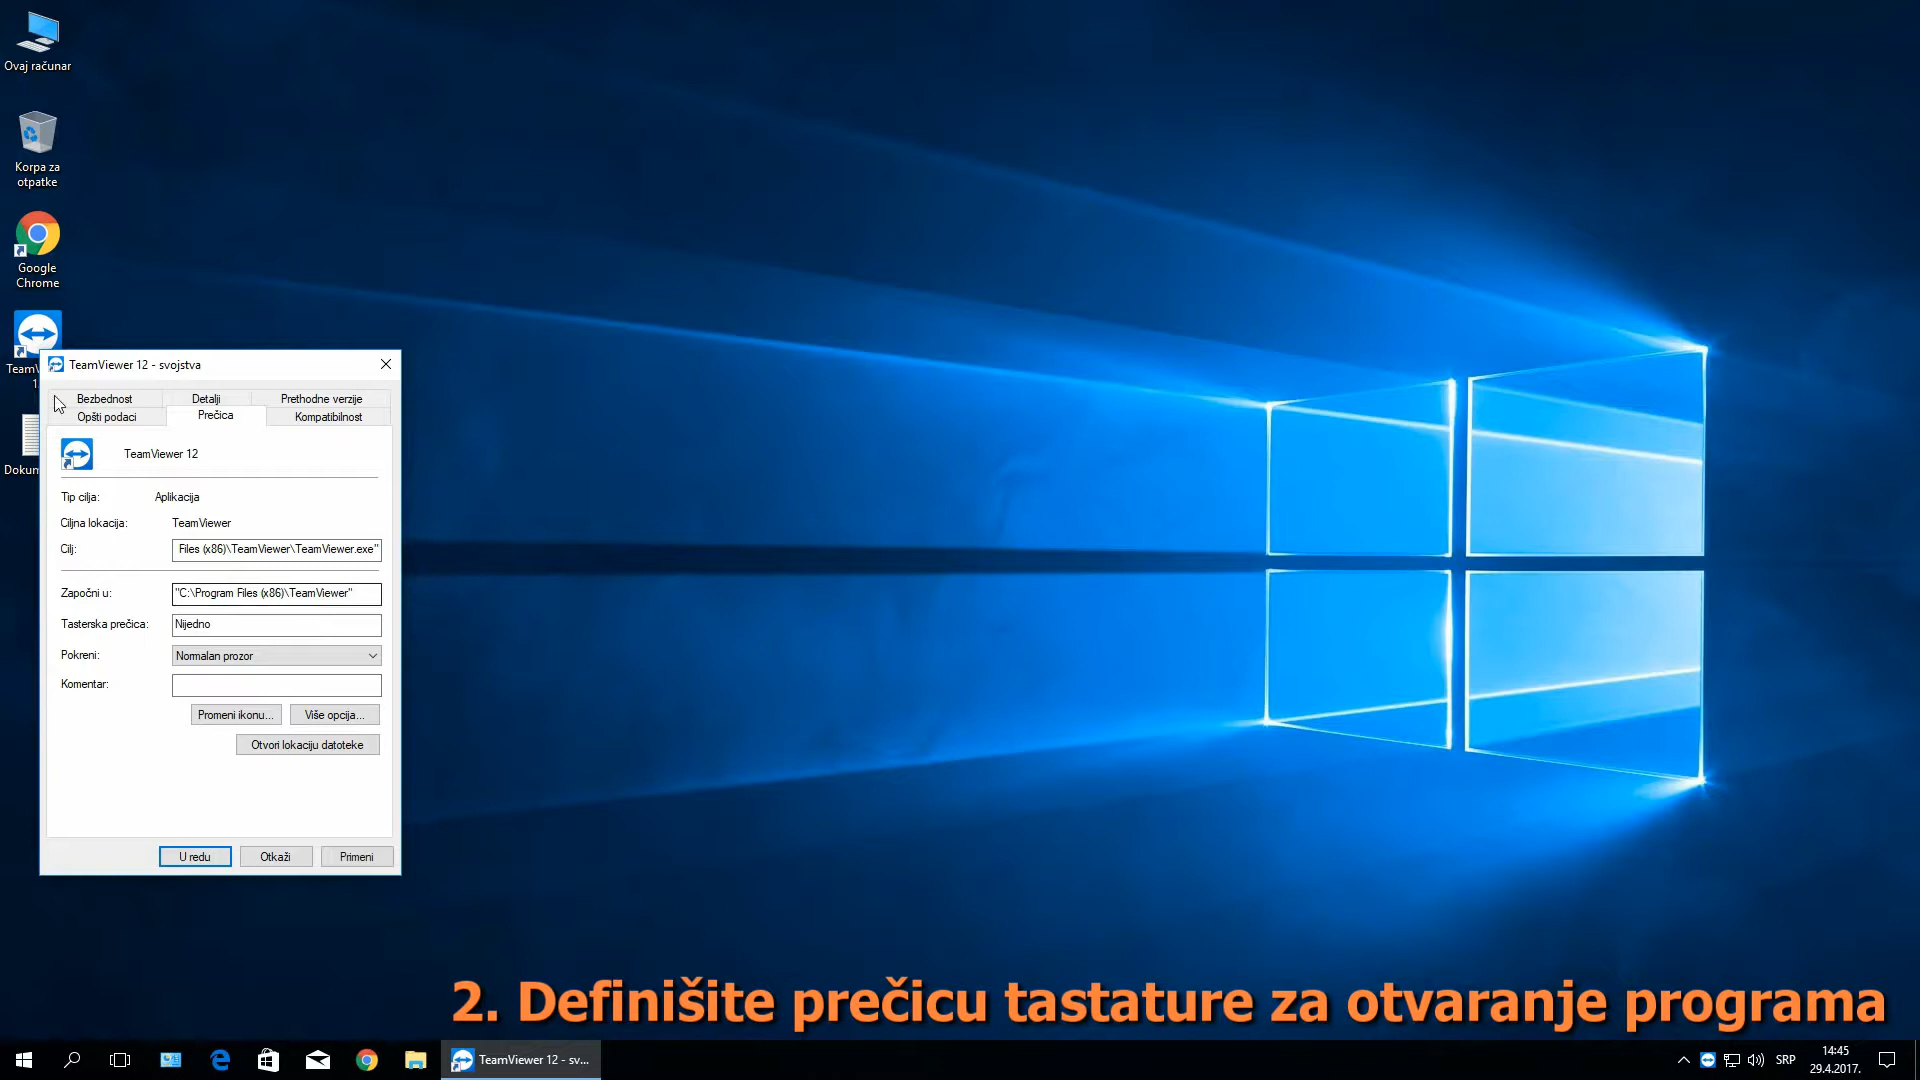 Ovaj računar
Korpa za
otpatke
Google
Chrome
TeamViewer 12 - svojstva
Bezbednost
Detalji
Prethodne verzije
Opšti podaci
Prečica
Kompatibilnost
TeamViewer 12
Tip cilja:
Aplikacija
Ciljna lokacija:
TeamViewer
Cilj:
Files (x86)\TeamViewer\TeamViewer.exe"
Započni u:
"C:\Program Files (x86)\TeamViewer"
Tasterska prečica:
Nijedno
Pokreni:
Normalan prozor
Komentar:
Promeni ikonu...
Više opcija...
Otvori lokaciju datoteke
U redu
Otkaži
Primeni
2. Definišite prečicu tastature za otvaranje programa
TeamViewer 12 - sv...
SRP
14:45
29.4.2017.